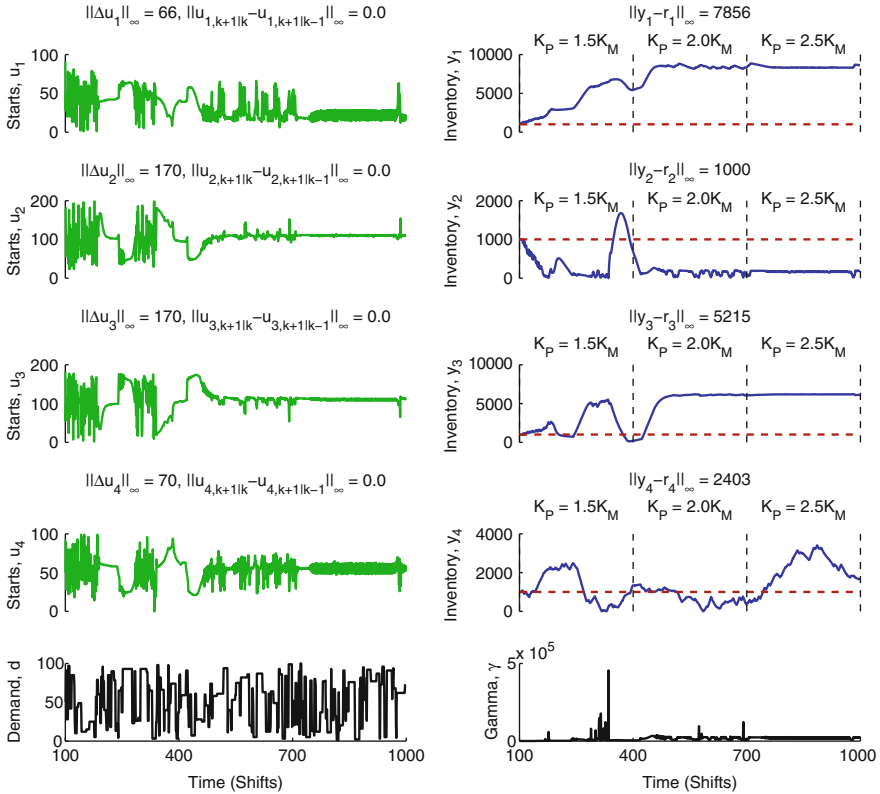 ||Δu1||∞ = 66, ||u1,k+1|k−u1,k+1|k−1||∞ = 0.0
Starts, u1
100
50
0
||Δu2||∞ = 170, ||u2,k+1|k−u2,k+1|k−1||∞ = 0.0
Starts, u2
200
100
0
||Δu3||∞ = 170, ||u3,k+1|k−u3,k+1|k−1||∞ = 0.0
Starts, u3
200
100
0
||Δu4||∞ = 70, ||u4,k+1|k−u4,k+1|k−1||∞ = 0.0
Starts, u4
100
50
0
Demand, d
100
50
0
100 400 700 1000
Time (Shifts)
||y1−r1||∞ = 7856
KP = 1.5KM KP = 2.0KM KP = 2.5KM
Inventory, y1
10000
5000
0
||y2−r2||∞ = 1000
KP = 1.5KM KP = 2.0KM KP = 2.5KM
Inventory, y2
2000
1000
0
||y3−r3||∞ = 5215
KP = 1.5KM KP = 2.0KM KP = 2.5KM
Inventory, y3
10000
5000
0
||y4−r4||∞ = 2403
KP = 1.5KM KP = 2.0KM KP = 2.5KM
Inventory, y4
4000
2000
0
x 10^5
Gamma, γ
5
0
100 400 700 1000
Time (Shifts)